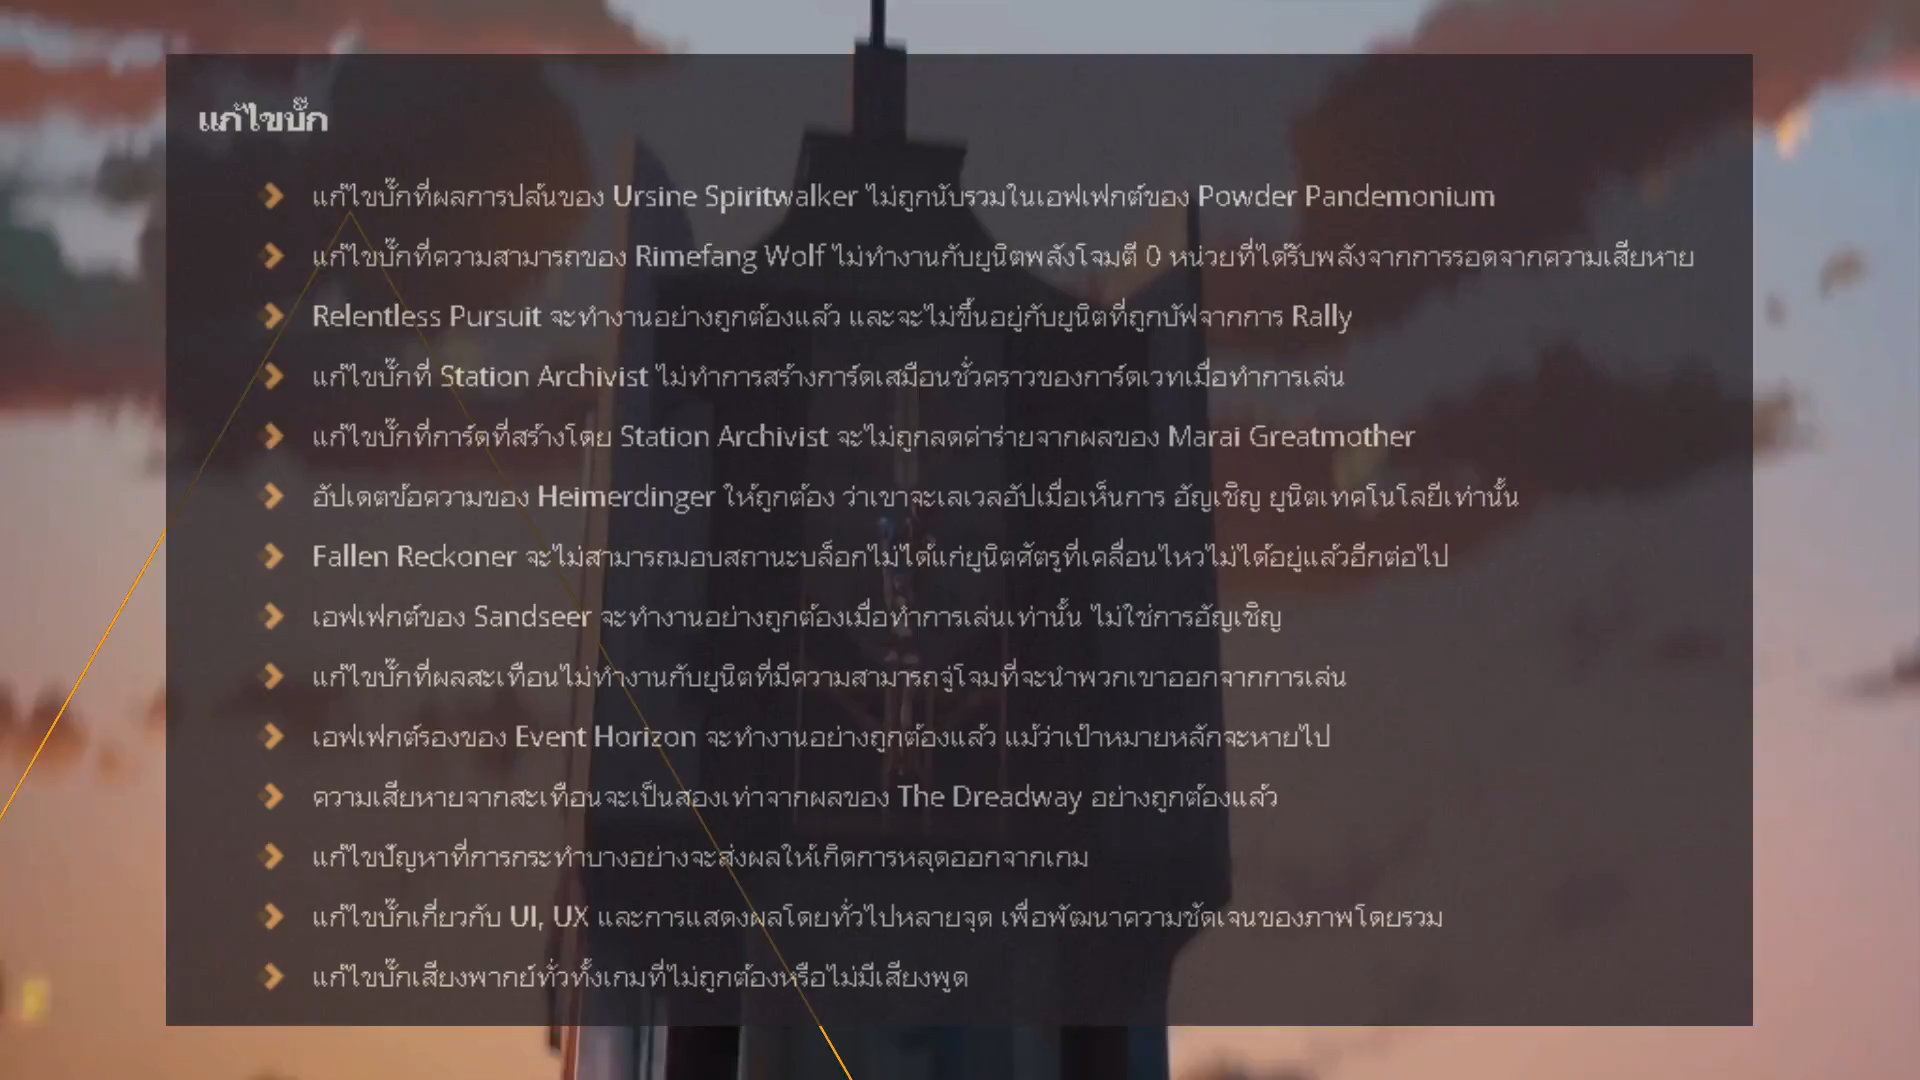 แก้ไขบั๊ก
แก้ไขบั๊กที่ผลการปล้นของ Ursine Spiritwalker ไม่ถูกนับรวมในเอฟเฟกต์ของ Powder Pandemonium
แก้ไขบั๊กที่ความสามารถของ Rimefang Wolf ไม่ทำงานกับยูนิตพลังโจมตี 0 หน่วยที่ได้รับพลังจากการรอดจากความเสียหาย
Relentless Pursuit จะทำงานอย่างถูกต้องแล้ว และจะไม่ขึ้นอยู่กับยูนิตที่ถูกบัฟจากการ Rally
แก้ไขบั๊กที่ Station Archivist ไม่ทำการสร้างการ์ดเสมือนชั่วคราวของการ์ดเวทเมื่อทำการเล่น
แก้ไขบั๊กที่การ์ดที่สร้างโดย Station Archivist จะไม่ถูกลดค่าร่ายจากผลของ Marai Greatmother
อัปเดตข้อความของ Heimerdinger ให้ถูกต้อง ว่าเขาจะเลเวลอัปเมื่อเห็นการ อัญเชิญ ยูนิตเทคโนโลยีเท่านั้น
Fallen Reckoner จะไม่สามารถมอบสถานะบล็อกไม่ได้แก่ยูนิตศัตรูที่เคลื่อนไหวไม่ได้อยู่แล้วอีกต่อไป
เอฟเฟกต์ของ Sandseer จะทำงานอย่างถูกต้องเมื่อทำการเล่นเท่านั้น ไม่ใช่การอัญเชิญ
แก้ไขบั๊กที่ผลสะเทือนไม่ทำงานกับยูนิตที่มีความสามารถจู่โจมที่จะนำพวกเขาออกจากการเล่น
เอฟเฟกต์รองของ Event Horizon จะทำงานอย่างถูกต้องแล้ว แม้ว่าเป้าหมายหลักจะหายไป
ความเสียหายจากสะเทือนจะเป็นสองเท่าจากผลของ The Dreadway อย่างถูกต้องแล้ว
แก้ไขปัญหาที่การกระทำบางอย่างจะส่งผลให้เกิดการหลุดออกจากเกม
แก้ไขบั๊กเกี่ยวกับ UI, UX และการแสดงผลโดยทั่วไปหลายจุด เพื่อพัฒนาความชัดเจนของภาพโดยรวม
แก้ไขบั๊กเสียงพากย์ทั่วทั้งเกมที่ไม่ถูกต้องหรือไม่มีเสียงพูด